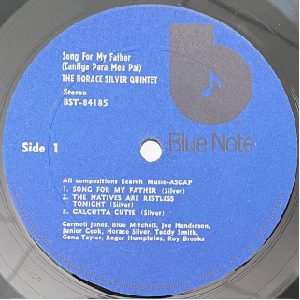 Song For My Father
(Cantiga Para Meu Pai)
THE HORACE SILVER QUINTET
Stereo
BST-84185
Side 1
Blue Note
All compositions Ecaroh Music-ASCAP
1. SONG FOR MY FATHER (Silver)
2. THE NATIVES ARE RESTLESS
TONIGHT (Silver)
3. CALCUTTA CUTIE (Silver)
Carmell Jones, Blue Mitchell, Joe Henderson,
Junior Cook, Horace Silver, Teddy Smith,
Gene Taylor, Roger Humphries, Roy Brooks